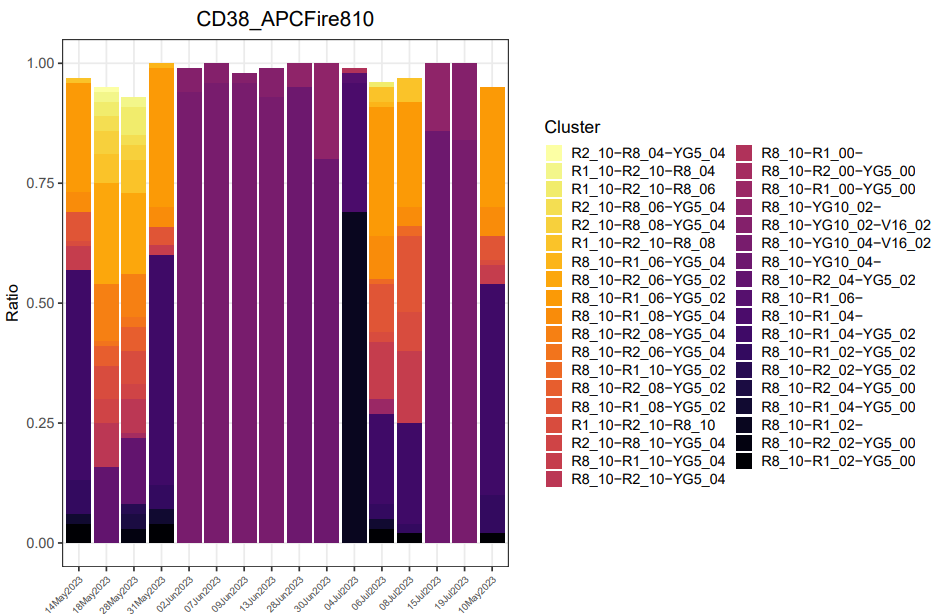 CD38_APCFire810
1.00
0.75
0.50
0.25
0.00
Ratio
14May2023
18May2023
28May2023
31May2023
02Jun2023
07Jun2023
09Jun2023
13Jun2023
28Jun2023
30Jun2023
04Jul2023
06Jul2023
08Jul2023
15Jul2023
19Jul2023
10May2023
Cluster
R2_10−R8_04−YG5_04
R1_10−R2_10−R8_04
R1_10−R2_10−R8_06
R2_10−R8_06−YG5_04
R2_10−R8_08−YG5_04
R1_10−R2_10−R8_08
R8_10−R1_06−YG5_04
R8_10−R2_06−YG5_02
R8_10−R1_06−YG5_02
R8_10−R1_08−YG5_04
R8_10−R2_08−YG5_04
R8_10−R2_06−YG5_04
R8_10−R1_10−YG5_02
R8_10−R2_08−YG5_02
R8_10−R1_08−YG5_02
R1_10−R2_10−R8_10
R2_10−R8_10−YG5_04
R8_10−R1_10−YG5_04
R8_10−R2_10−YG5_04
R8_10−R1_00−
R8_10−R2_00−YG5_00
R8_10−R1_00−YG5_00
R8_10−YG10_02−
R8_10−YG10_02−V16_02
R8_10−YG10_04−V16_02
R8_10−YG10_04−
R8_10−R2_04−YG5_02
R8_10−R1_06−
R8_10−R1_04−
R8_10−R1_04−YG5_02
R8_10−R1_02−YG5_02
R8_10−R2_02−YG5_02
R8_10−R2_04−YG5_00
R8_10−R1_04−YG5_00
R8_10−R1_02−
R8_10−R2_02−YG5_00
R8_10−R1_02−YG5_00